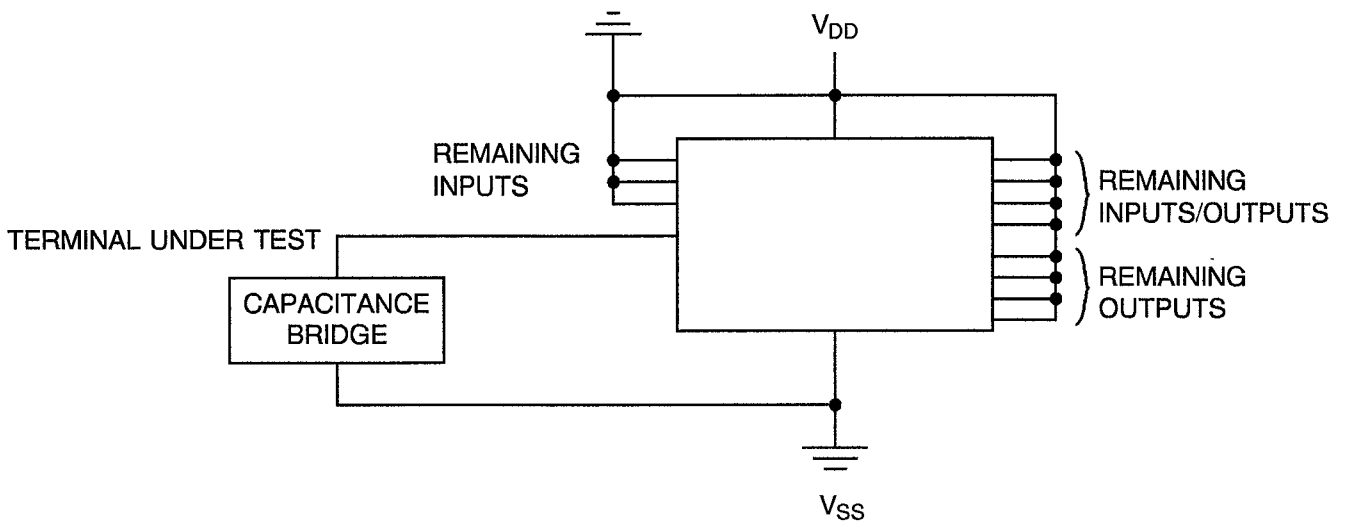 VDD
REMAINING
INPUTS
REMAINING
INPUTS/OUTPUTS
TERMINAL UNDER TEST
REMAINING
OUTPUTS
CAPACITANCE
BRIDGE
VSS